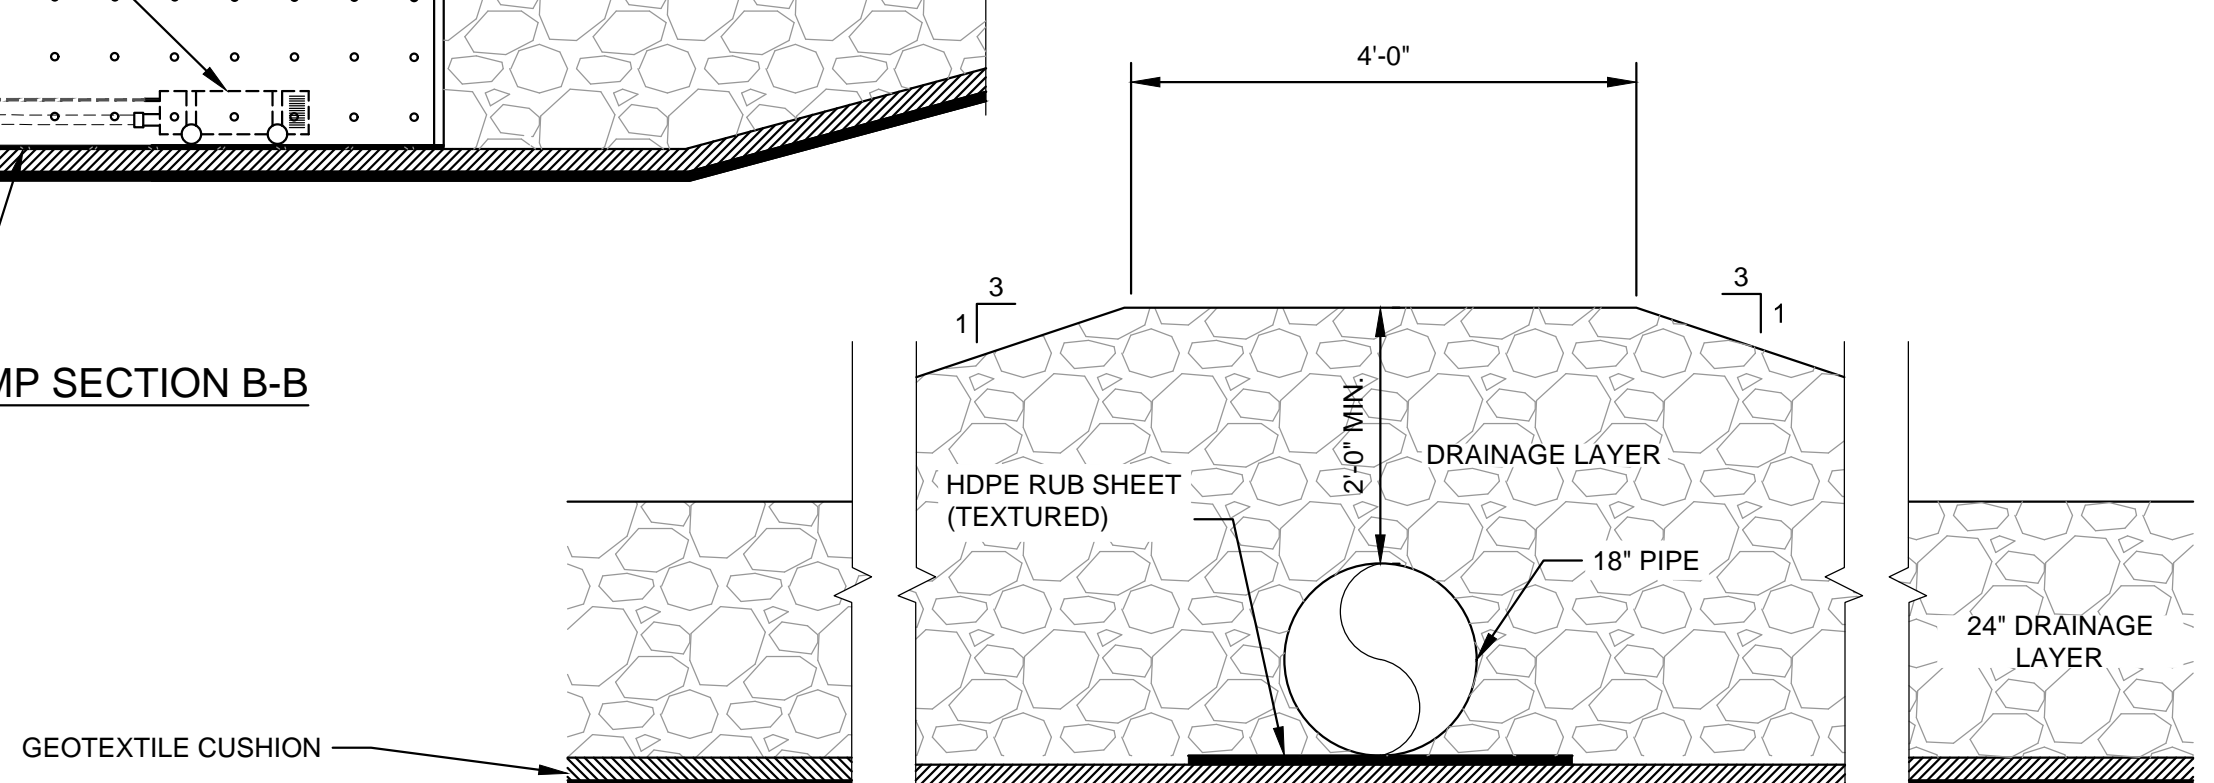 4'-0"
3
1
3
1
MP SECTION B-B
2'-0" MIN.
DRAINAGE LAYER
HDPE RUB SHEET
(TEXTURED)
18" PIPE
24" DRAINAGE
LAYER
GEOTEXTILE CUSHION